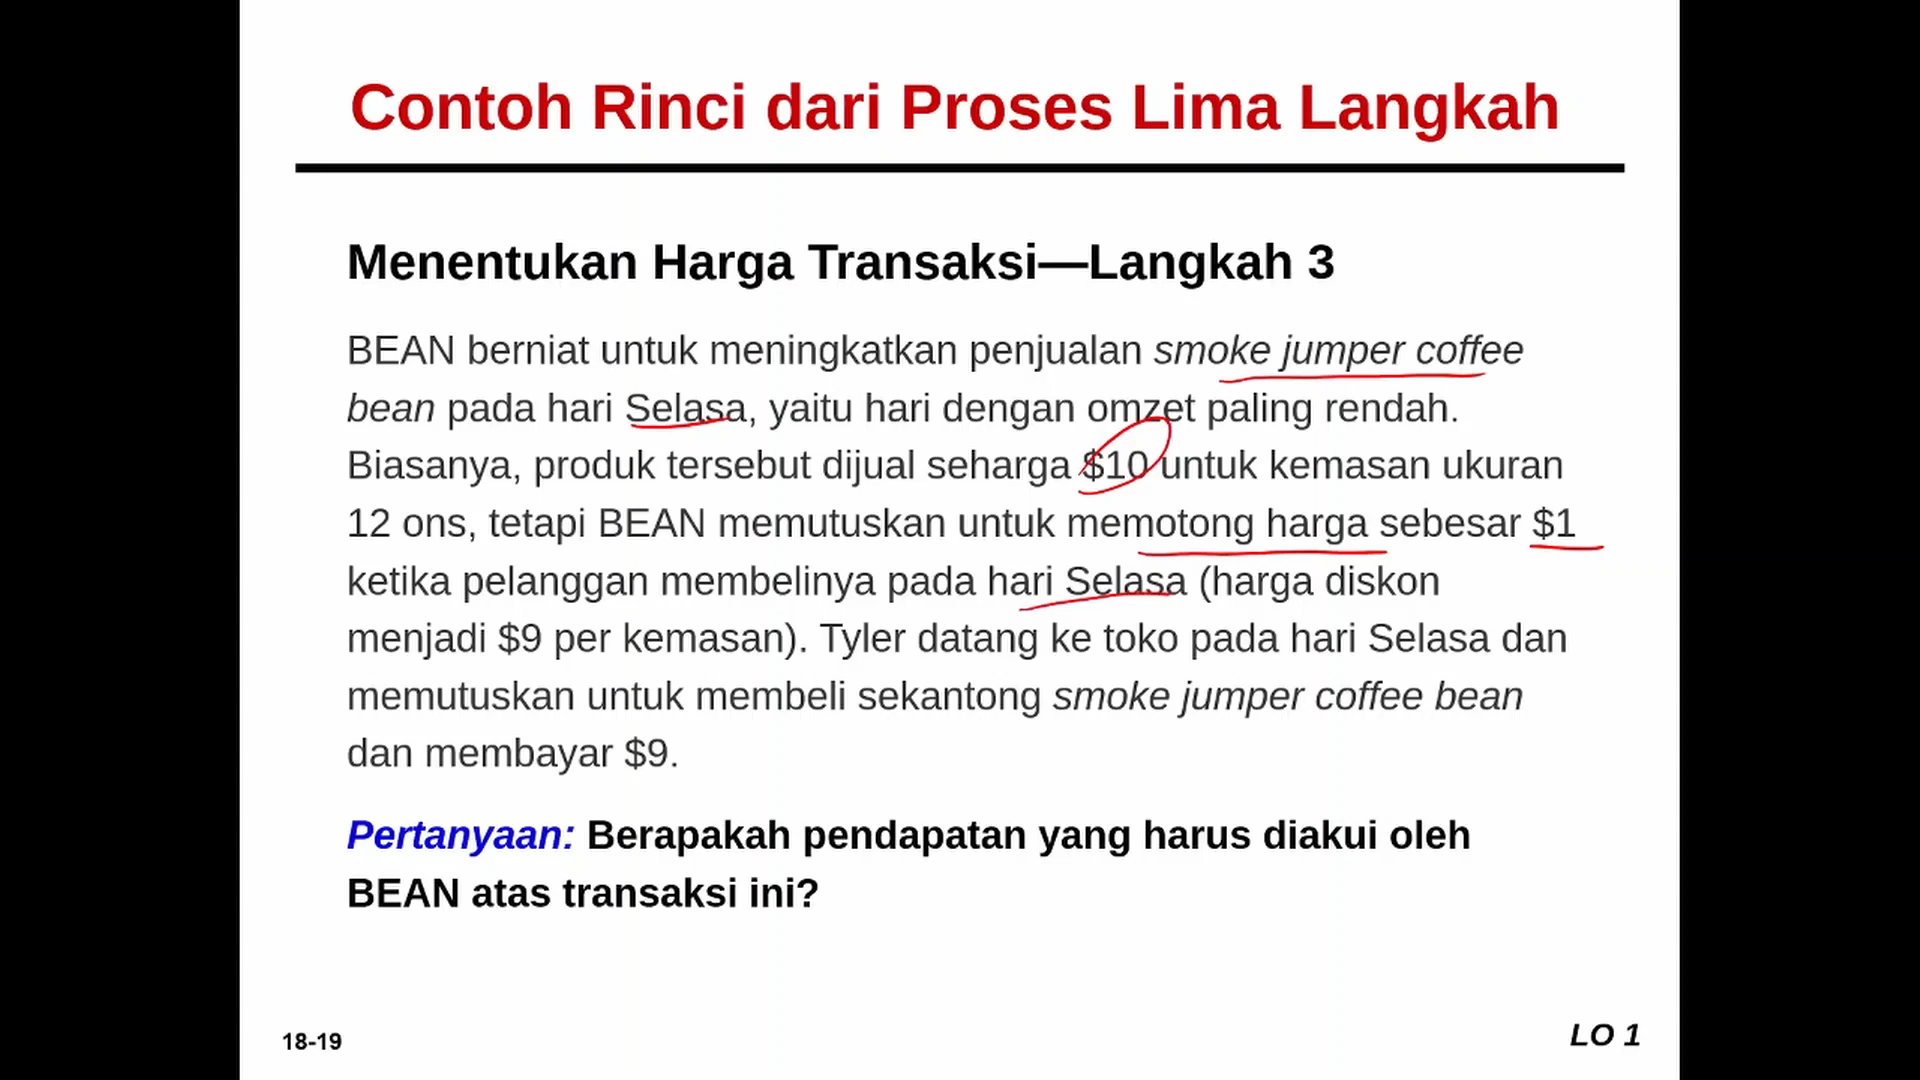 Contoh Rinci dari Proses Lima Langkah
Menentukan Harga Transaksi—Langkah 3
BEAN berniat untuk meningkatkan penjualan smoke jumper coffee
bean pada hari Selasa, yaitu hari dengan omzet paling rendah.
Biasanya, produk tersebut dijual seharga $10 untuk kemasan ukuran
12 ons, tetapi BEAN memutuskan untuk memotong harga sebesar $1
ketika pelanggan membelinya pada hari Selasa (harga diskon
menjadi $9 per kemasan). Tyler datang ke toko pada hari Selasa dan
memutuskan untuk membeli sekantong smoke jumper coffee bean
dan membayar $9.
Pertanyaan: Berapakah pendapatan yang harus diakui oleh
BEAN atas transaksi ini?
18-19
LO 1